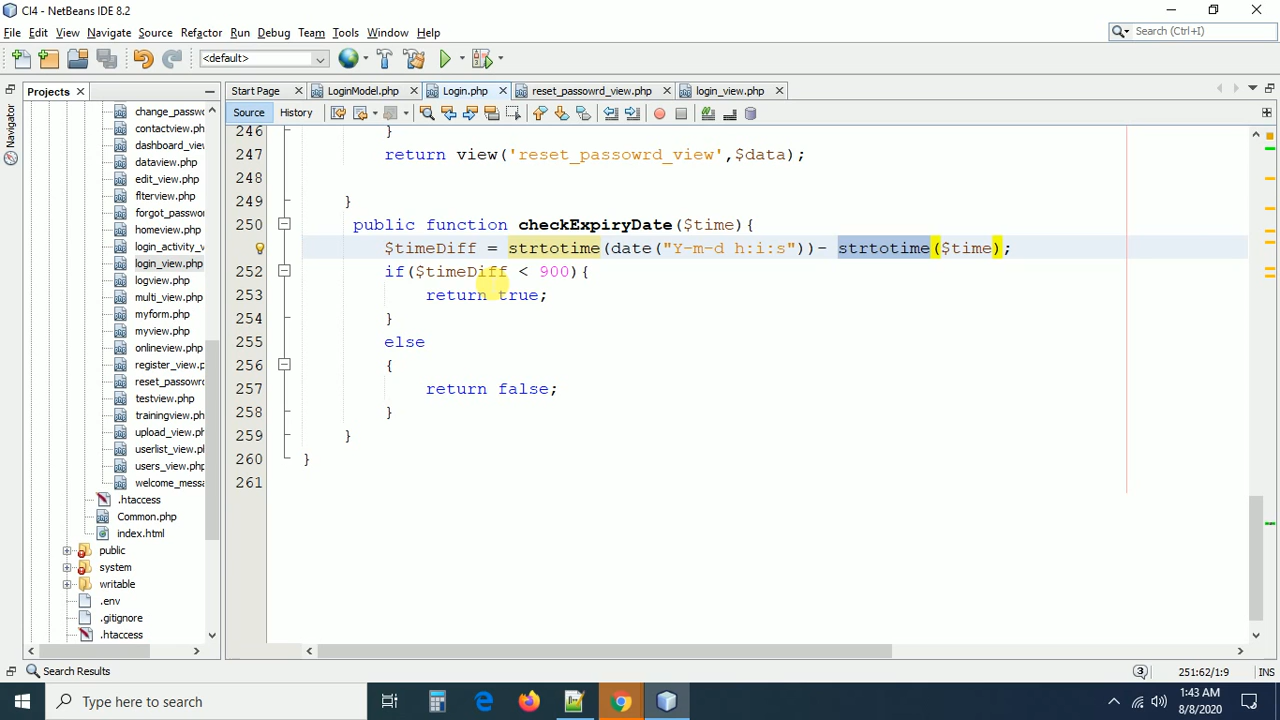 CI4 - NetBeans IDE 8.2
File Edit View Navigate Source Refactor Run Debug Team Tools Window Help
Search (Ctrl+I)
<default>
Projects
Start Page LoginModel.php Login.php reset_passowrd_view.php login_view.php
Source History
Navigator
change_passwo
contactview.ph
dashboard_view
dataview.php
edit_view.php
flterview.php
forgot_passwor
homeview.php
login_activity_v
login_view.php
logview.php
multi_view.php
myform.php
myview.php
onlineview.php
register_view.p
reset_passowrd
testview.php
trainingview.ph
upload_view.ph
userlist_view.ph
users_view.php
welcome_messa
.htaccess
Common.php
index.html
public
system
writable
.env
.gitignore
.htaccess
246 }
247 return view('reset_passowrd_view',$data);
248
249 }
250 public function checkExpiryDate($time){
$timeDiff = strtotime(date("Y-m-d h:i:s"))- strtotime($time);
252 if($timeDiff < 900){
253 return true;
254 }
255 else
256 {
257 return false;
258 }
259 }
260 }
261
Search Results
3
251:62/1:9
INS
Type here to search
1:43 AM
8/8/2020